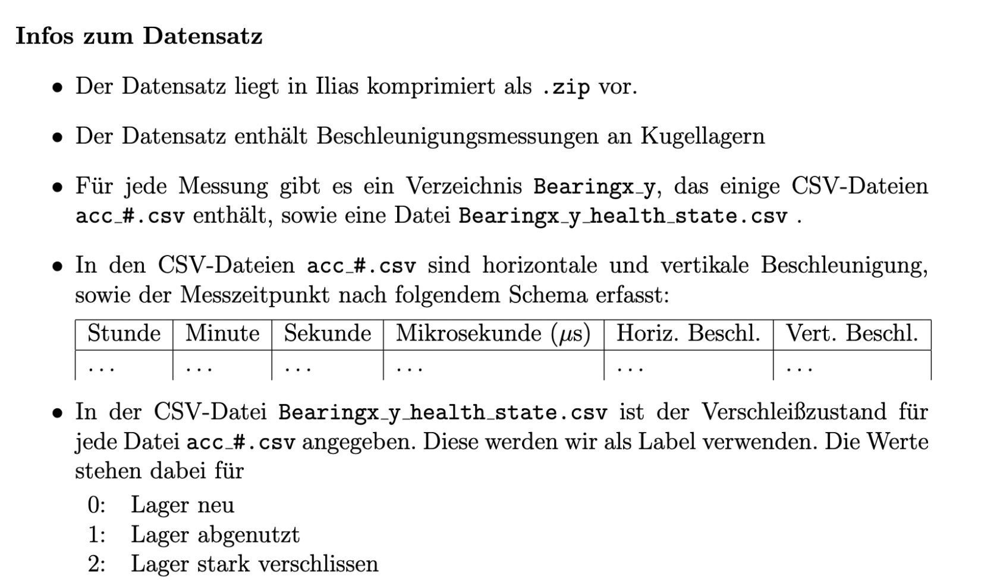 Infos zum Datensatz
• Der Datensatz liegt in Ilias komprimiert als .zip vor.
• Der Datensatz enthält Beschleunigungsmessungen an Kugellagern
• Für jede Messung gibt es ein Verzeichnis Bearingx_y, das einige CSV-Dateien
acc_#.csv enthält, sowie eine Datei Bearingx_y_health_state.csv .
• In den CSV-Dateien acc_#.csv sind horizontale und vertikale Beschleunigung,
sowie der Messzeitpunkt nach folgendem Schema erfasst:
Stunde Minute Sekunde Mikrosekunde (μs) Horiz. Beschl. Vert. Beschl.
... ... ... ... ... ...
• In der CSV-Datei Bearingx_y_health_state.csv ist der Verschleißzustand für
jede Datei acc_#.csv angegeben. Diese werden wir als Label verwenden. Die Werte
stehen dabei für
0: Lager neu
1: Lager abgenutzt
2: Lager stark verschlissen